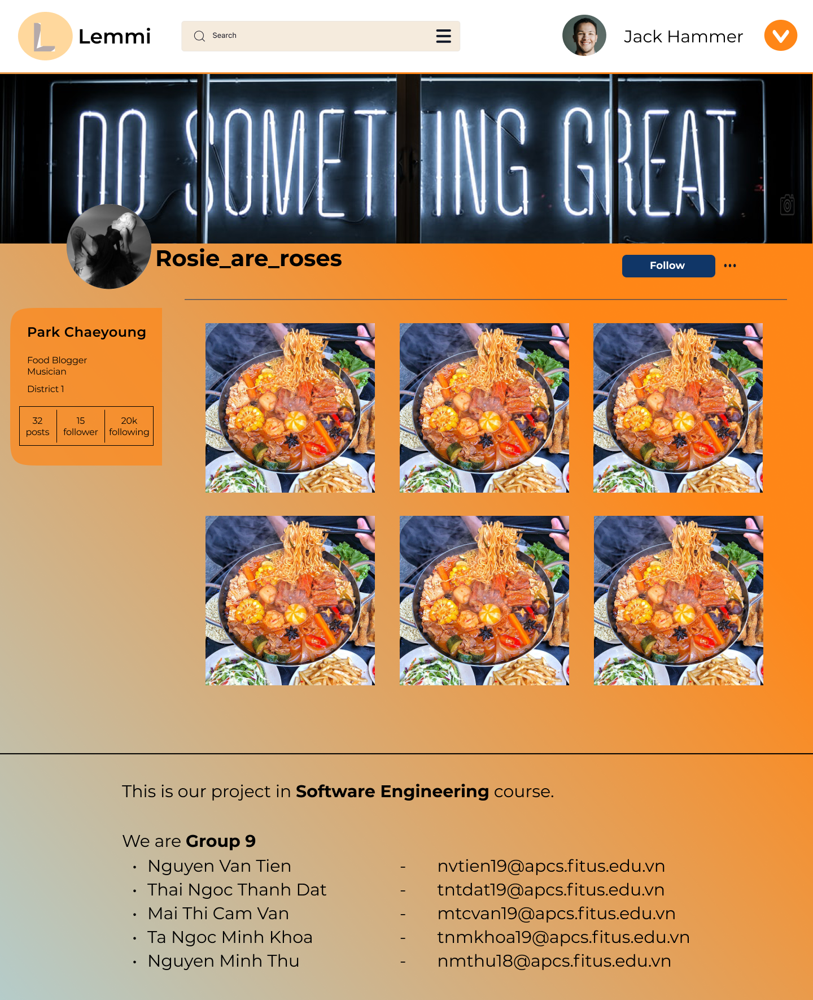 L Lemmi
Search
Jack Hammer
DO SOMETHING GREAT
Rosie_are_roses
Follow
...
Park Chaeyoung
Food Blogger
Musician
District 1
32 15 20k
posts follower following
This is our project in Software Engineering course.
We are Group 9
• Nguyen Van Tien - nvtien19@apcs.fitus.edu.vn
• Thai Ngoc Thanh Dat - tntdat19@apcs.fitus.edu.vn
• Mai Thi Cam Van - mtcvan19@apcs.fitus.edu.vn
• Ta Ngoc Minh Khoa - tnmkhoa19@apcs.fitus.edu.vn
• Nguyen Minh Thu - nmthu18@apcs.fitus.edu.vn